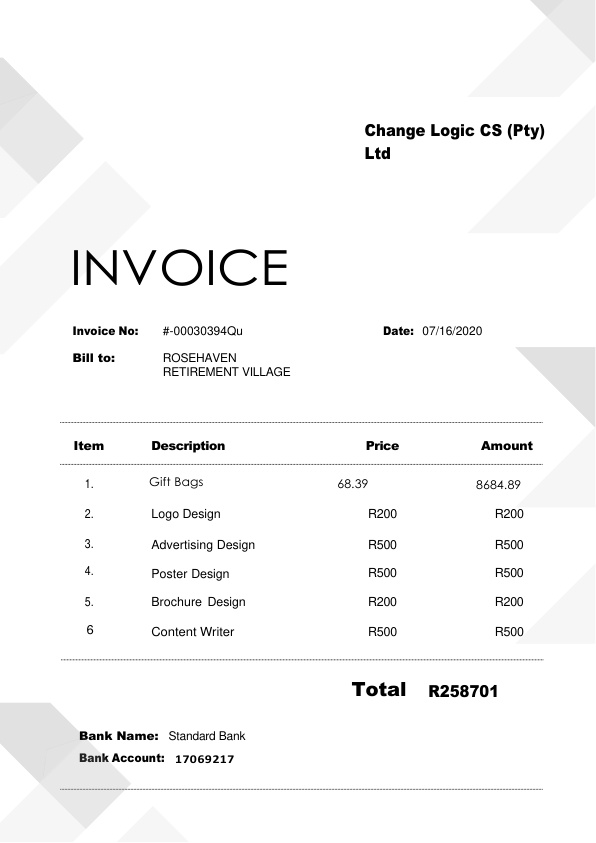 Change Logic CS (Pty)
Ltd
INVOICE
Invoice No: #-00030394Qu Date: 07/16/2020
Bill to: ROSEHAVEN
RETIREMENT VILLAGE
Item Description Price Amount
1. Gift Bags 68.39 8684.89
2. Logo Design R200 R200
3. Advertising Design R500 R500
4. Poster Design R500 R500
5. Brochure Design R200 R200
6 Content Writer R500 R500
Total R258701
Bank Name: Standard Bank
Bank Account: 17069217